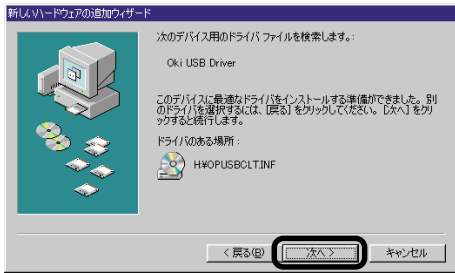 新しいハードウェアの追加ウィザード
次のデバイス用のドライバ ファイルを検索します。:
Oki USB Driver
このデバイスに最適なドライバをインストールする準備ができました。別
のドライバを選択するには、[戻る] をクリックしてください。[次へ] をクリ
ックすると続行します。
ドライバのある場所:
H¥OPUSBCLT.INF
< 戻る(B)
次へ >
キャンセル